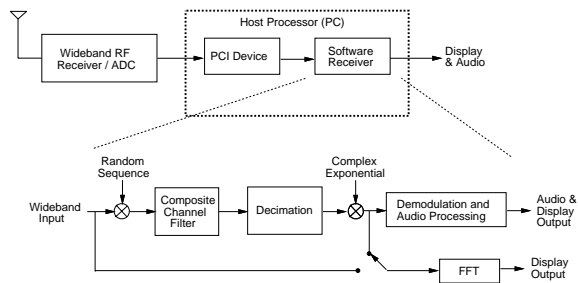 Host Processor (PC)
Wideband RF
Receiver / ADC
PCI Device
Software
Receiver
Display
& Audio
Random
Sequence
Complex
Exponential
Wideband
Input
Composite
Channel
Filter
Decimation
Demodulation and
Audio Processing
Audio &
Display
Output
FFT
Display
Output